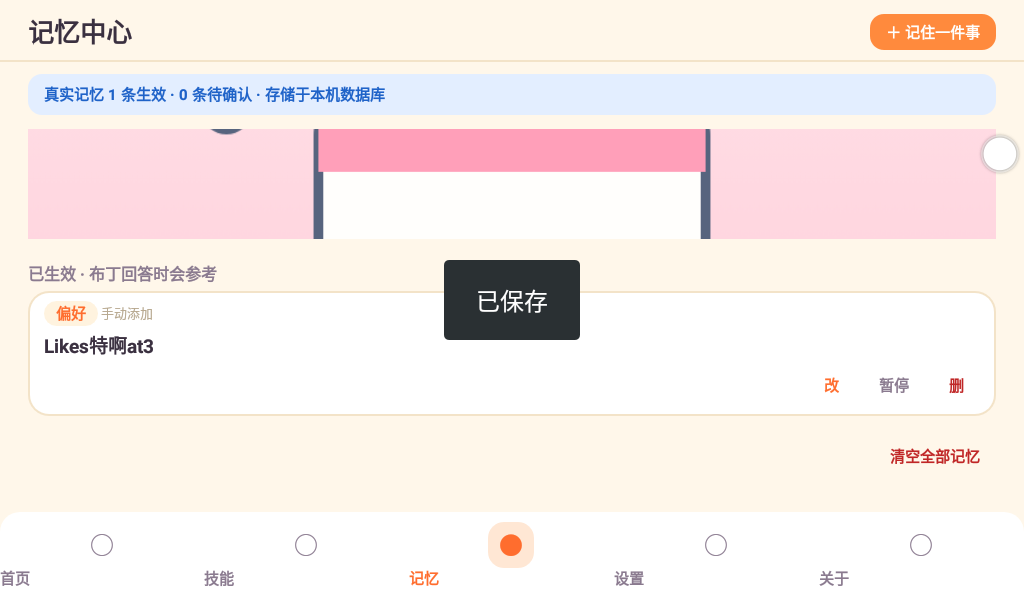 记忆中心
＋ 记住一件事
真实记忆 1 条生效 · 0 条待确认 · 存储于本机数据库
已生效 · 布丁回答时会参考
已保存
偏好 手动添加
Likes特啊at3
改 暂停 删
清空全部记忆
首页 技能 记忆 设置 关于